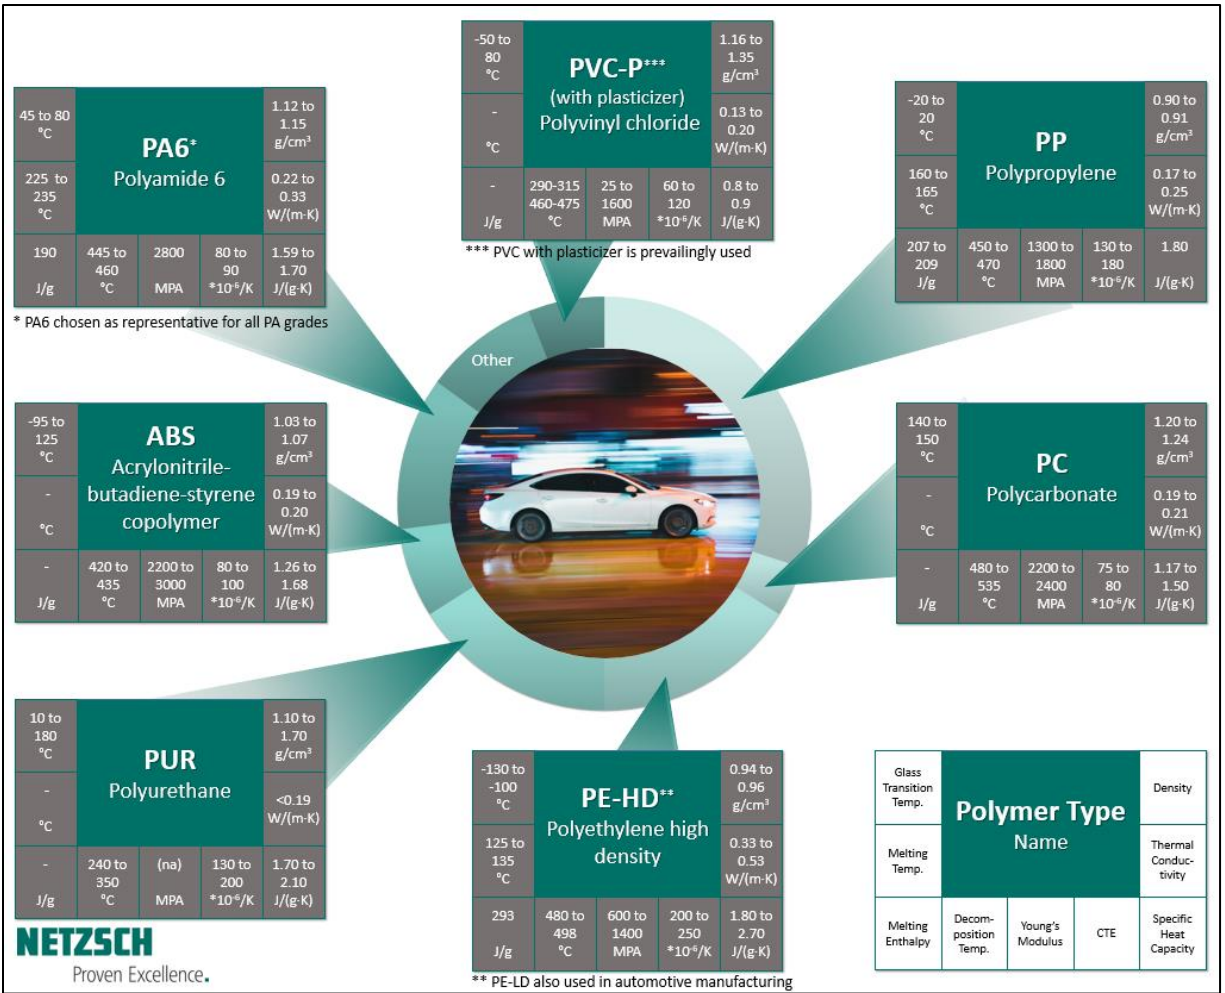 -50 to
80
°C
PVC-P***
(with plasticizer)
Polyvinyl chloride
1.16 to
1.35
g/cm³
-
°C
0.13 to
0.20
W/(m·K)
-
J/g
290-315
460-475
°C
25 to
1600
MPA
60 to
120
*10⁻⁶/K
0.8 to
0.9
J/(g·K)
*** PVC with plasticizer is prevailingly used
45 to 80
°C
PA6*
Polyamide 6
1.12 to
1.15
g/cm³
225 to
235
°C
0.22 to
0.33
W/(m·K)
190
J/g
445 to
460
°C
2800
MPA
80 to
90
*10⁻⁶/K
1.59 to
1.70
J/(g·K)
* PA6 chosen as representative for all PA grades
-20 to
20
°C
PP
Polypropylene
0.90 to
0.91
g/cm³
160 to
165
°C
0.17 to
0.25
W/(m·K)
207 to
209
J/g
450 to
470
°C
1300 to
1800
MPA
130 to
180
*10⁻⁶/K
1.80
J/(g·K)
Other
-95 to
125
°C
ABS
Acrylonitrile-
butadiene-styrene
copolymer
1.03 to
1.07
g/cm³
-
°C
0.19 to
0.20
W/(m·K)
-
J/g
420 to
435
°C
2200 to
3000
MPA
80 to
100
*10⁻⁶/K
1.26 to
1.68
J/(g·K)
140 to
150
°C
PC
Polycarbonate
1.20 to
1.24
g/cm³
-
°C
0.19 to
0.21
W/(m·K)
-
J/g
480 to
535
°C
2200 to
2400
MPA
75 to
80
*10⁻⁶/K
1.17 to
1.50
J/(g·K)
10 to
180
°C
PUR
Polyurethane
1.10 to
1.70
g/cm³
-
°C
<0.19
W/(m·K)
-
J/g
240 to
350
°C
(na)
MPA
130 to
200
*10⁻⁶/K
1.70 to
2.10
J/(g·K)
-130 to
-100
°C
PE-HD**
Polyethylene high
density
0.94 to
0.96
g/cm³
125 to
135
°C
0.33 to
0.53
W/(m·K)
293
J/g
480 to
498
°C
600 to
1400
MPA
200 to
250
*10⁻⁶/K
1.80 to
2.70
J/(g·K)
** PE-LD also used in automotive manufacturing
Glass
Transition
Temp.
Polymer Type
Name
Density
Melting
Temp.
Thermal
Conduc-
tivity
Melting
Enthalpy
Decom-
position
Temp.
Young's
Modulus
CTE
Specific
Heat
Capacity
NETZSCH
Proven Excellence.